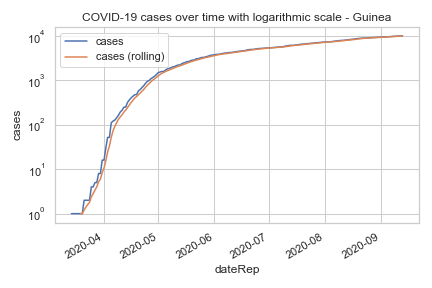 COVID-19 cases over time with logarithmic scale - Guinea
cases
cases (rolling)
10⁴
10³
10²
10¹
10⁰
cases
2020-04
2020-05
2020-06
2020-07
2020-08
2020-09
dateRep